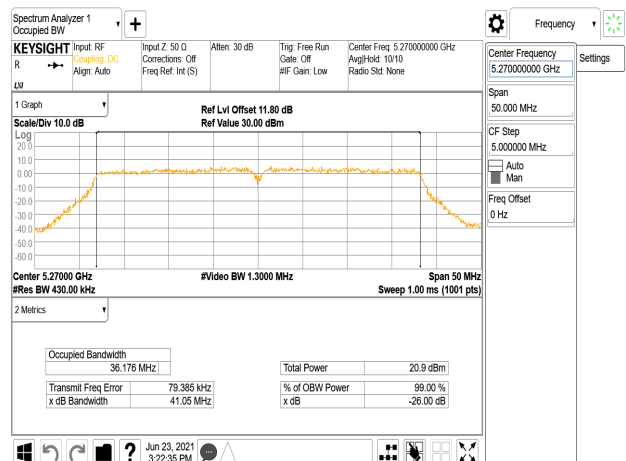 Spectrum Analyzer 1
Occupied BW
Frequency
KEYSIGHT
R
Input: RF
Coupling: DC
Align: Auto
Input Z: 50 Ω
Corrections: Off
Freq Ref: Int (S)
Atten: 30 dB
Trig: Free Run
Gate: Off
#IF Gain: Low
Center Freq: 5.270000000 GHz
Avg|Hold: 10/10
Radio Std: None
Center Frequency
5.270000000 GHz
Settings
Span
50.000 MHz
CF Step
5.000000 MHz
Auto
Man
Freq Offset
0 Hz
1 Graph
Scale/Div 10.0 dB
Ref Lvl Offset 11.80 dB
Ref Value 30.00 dBm
Log
20.0
10.0
0.00
-10.0
-20.0
-30.0
-40.0
-50.0
-60.0
Center 5.27000 GHz
#Video BW 1.3000 MHz
Span 50 MHz
#Res BW 430.00 kHz
Sweep 1.00 ms (1001 pts)
2 Metrics
Occupied Bandwidth
36.176 MHz
Total Power 20.9 dBm
Transmit Freq Error 79.385 kHz
% of OBW Power 99.00 %
x dB Bandwidth 41.05 MHz
x dB -26.00 dB
?
Jun 23, 2021
3:22:35 PM